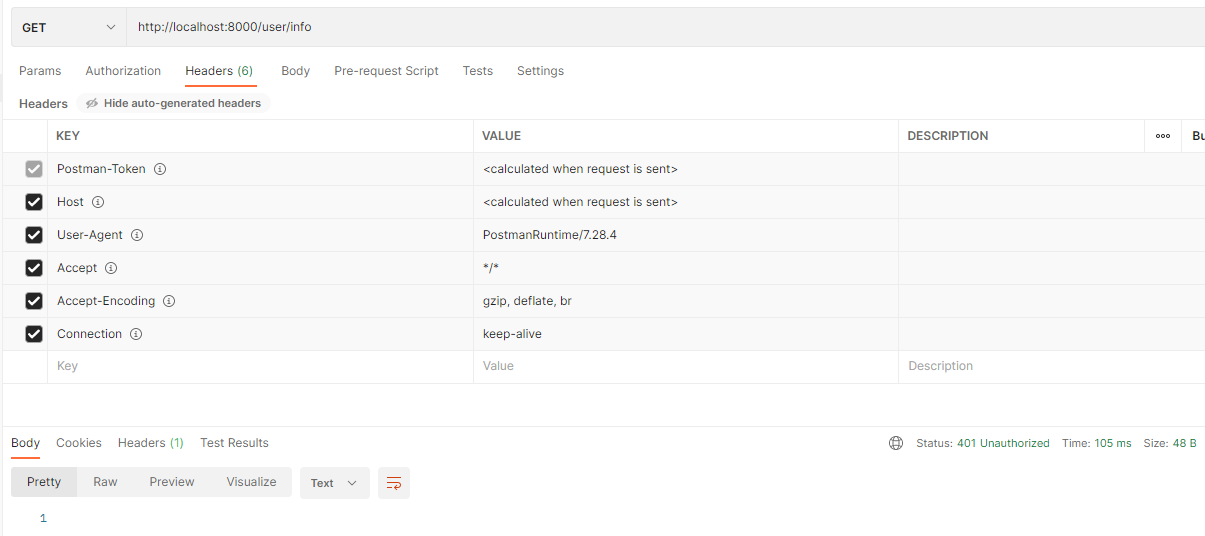 GET http://localhost:8000/user/info
Params Authorization Headers (6) Body Pre-request Script Tests Settings
Headers Hide auto-generated headers
KEY VALUE DESCRIPTION ooo Bu
Postman-Token <calculated when request is sent>
Host <calculated when request is sent>
User-Agent PostmanRuntime/7.28.4
Accept */*
Accept-Encoding gzip, deflate, br
Connection keep-alive
Key Value Description
Body Cookies Headers (1) Test Results Status: 401 Unauthorized Time: 105 ms Size: 48 B
Pretty Raw Preview Visualize Text
1